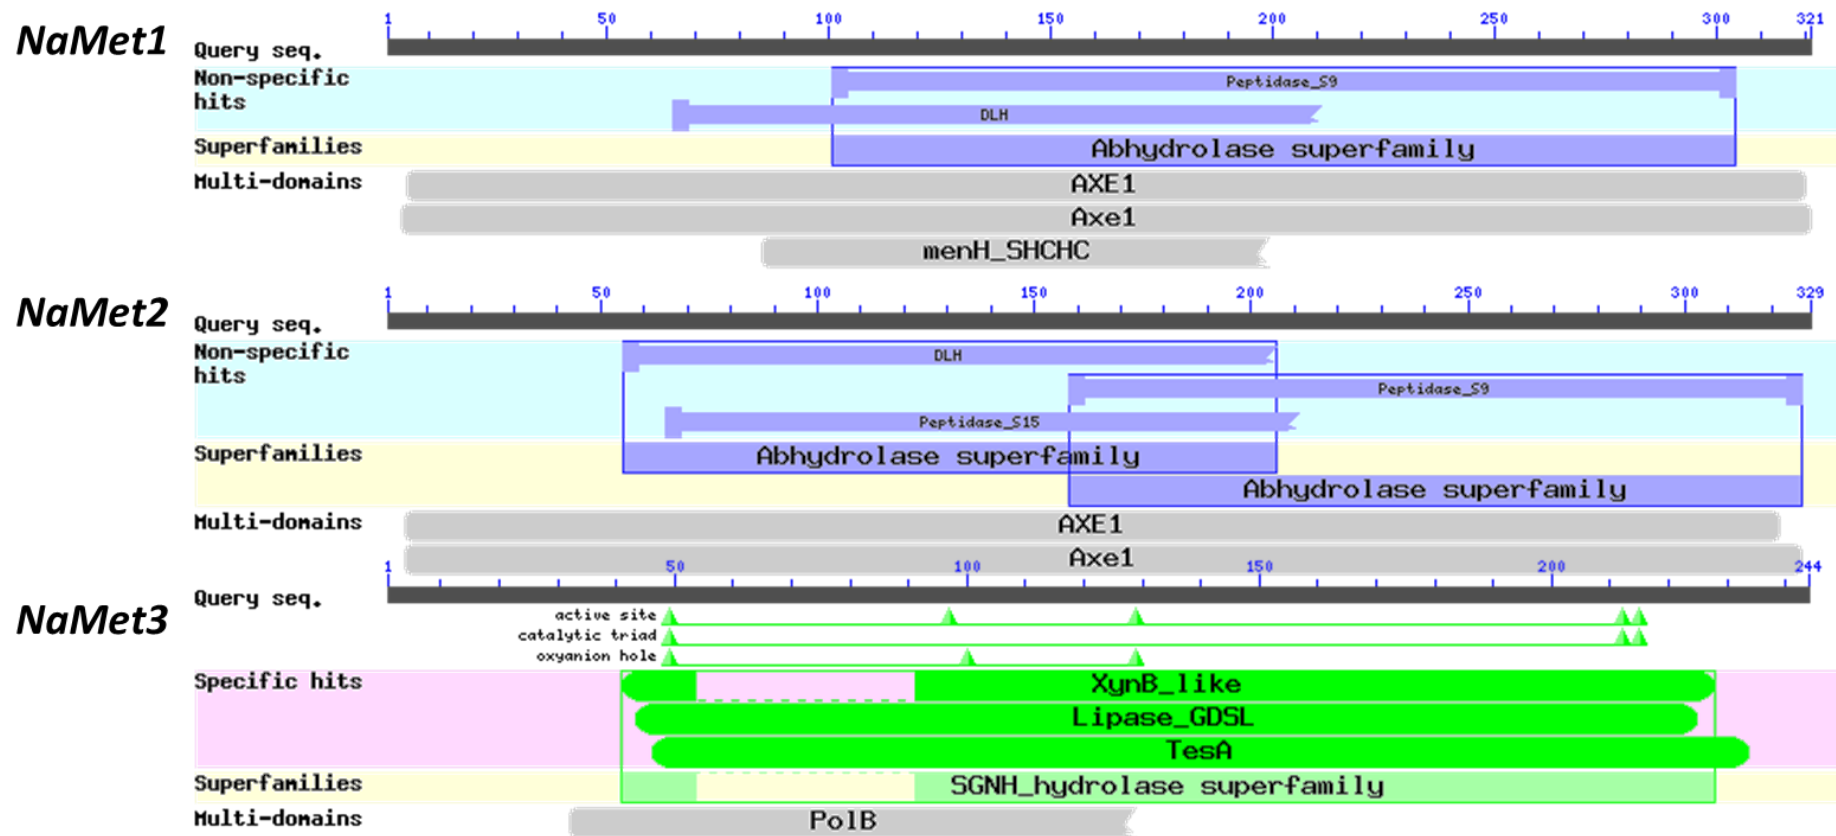 NaMet1
1 50 100 150 200 250 300 321
Query seq.
Non-specific
hits
Peptidase_S9
DLH
Superfamilies
Abhydrolase superfamily
Multi-domains
AXE1
Axe1
menH_SHCHC
NaMet2
1 50 100 150 200 250 300 329
Query seq.
Non-specific
hits
DLH
Peptidase_S9
Peptidase_S15
Superfamilies
Abhydrolase superfamily
Abhydrolase superfamily
Multi-domains
AXE1
Axe1
NaMet3
1 50 100 150 200 244
Query seq.
active site
catalytic triad
oxyanion hole
Specific hits
XynB_like
Lipase_GDSL
TesA
Superfamilies
SGNH_hydrolase superfamily
Multi-domains
PolB